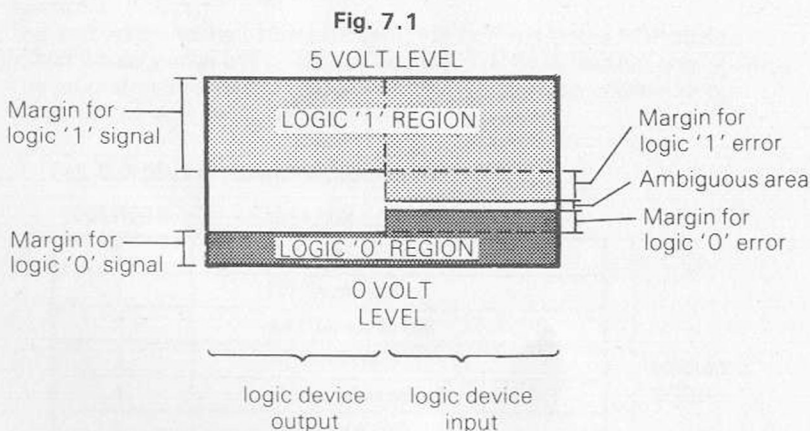 Fig. 7.1
5 VOLT LEVEL
Margin for
logic ‘1’ signal
LOGIC ‘1’ REGION
Margin for
logic ‘1’ error
Ambiguous area
Margin for
logic ‘0’ error
Margin for
logic ‘0’ signal
LOGIC ‘0’ REGION
0 VOLT
LEVEL
logic device
output
logic device
input